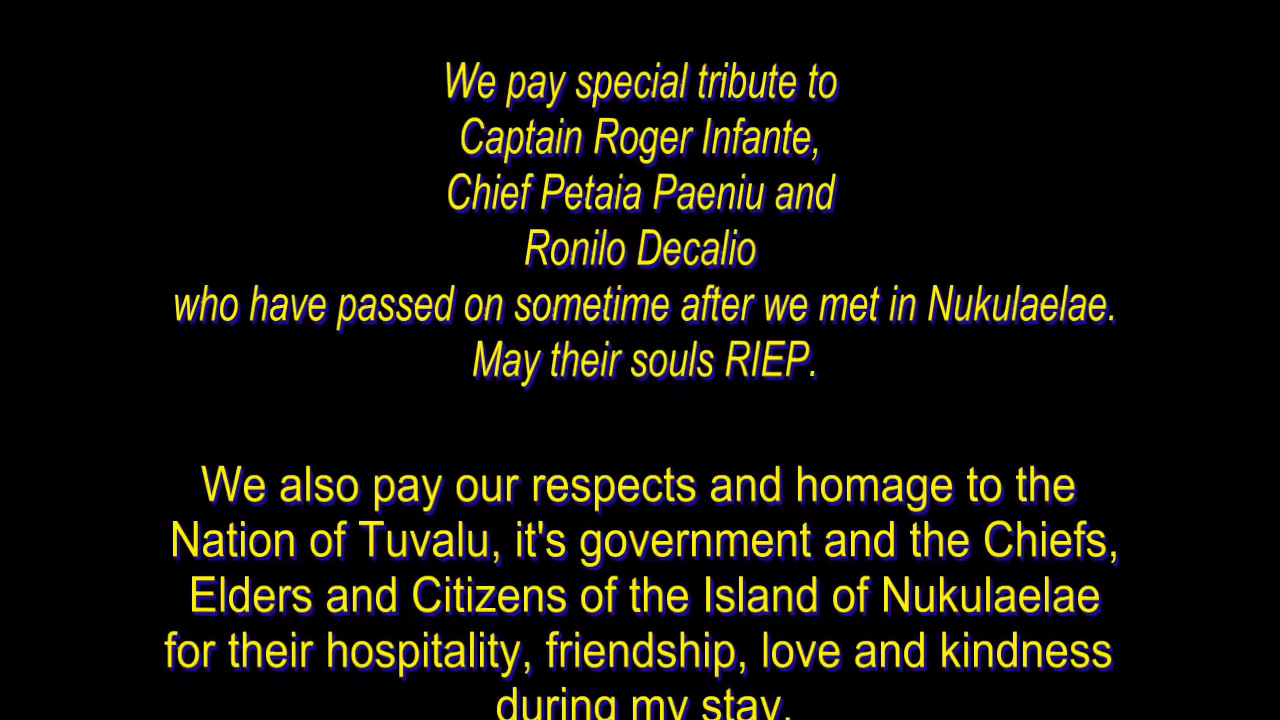 We pay special tribute to
Captain Roger Infante,
Chief Petaia Paeniu and
Ronilo Decalio
who have passed on sometime after we met in Nukulaelae.
May their souls RIEP.
We also pay our respects and homage to the
Nation of Tuvalu, it's government and the Chiefs,
Elders and Citizens of the Island of Nukulaelae
for their hospitality, friendship, love and kindness
during my stay.